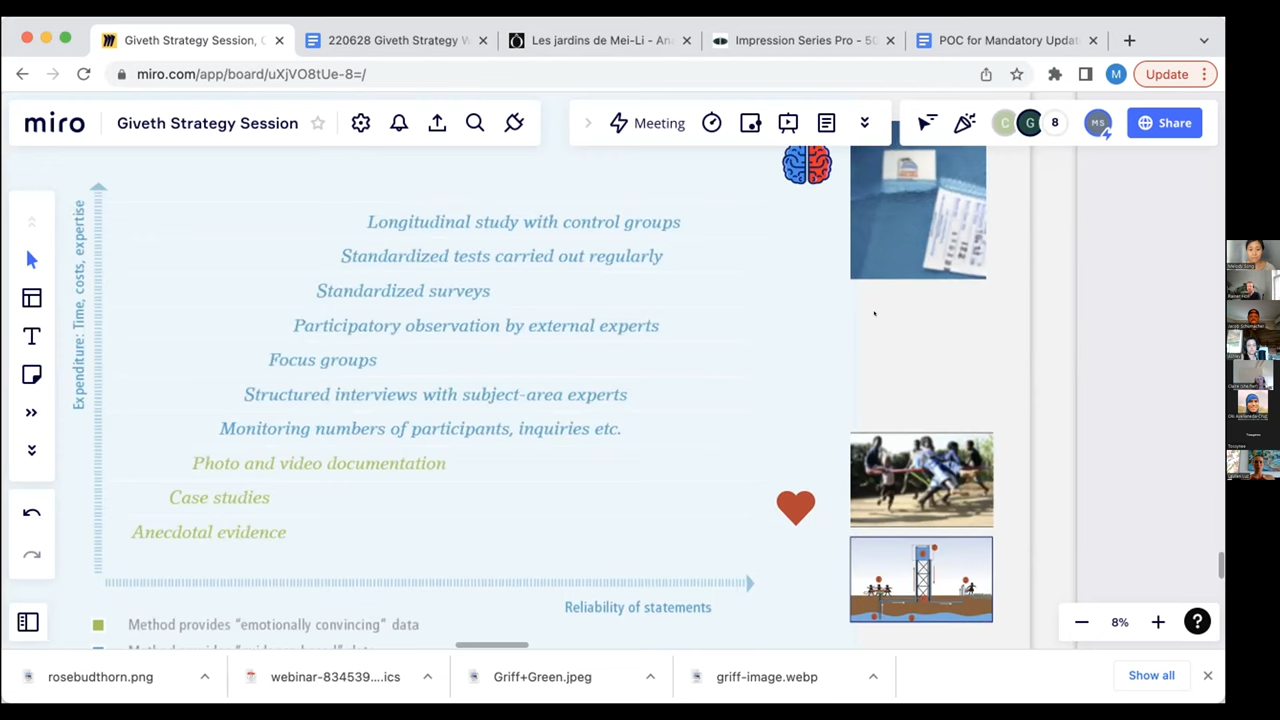 Giveth Strategy Session,
220628 Giveth Strategy
Les jardins de Mei-Li - An
Impression Series Pro - 50
POC for Mandatory Updat
miro.com/app/board/uXjVO8tUe-8=/
M
Update
miro
Giveth Strategy Session
Meeting
C
G
8
MS
Share
Expenditure: Time, costs, expertise
Longitudinal study with control groups
Standardized tests carried out regularly
Standardized surveys
Participatory observation by external experts
Focus groups
Structured interviews with subject-area experts
Monitoring numbers of participants, inquiries etc.
Photo and video documentation
Case studies
Anecdotal evidence
Reliability of statements
Method provides "emotionally convincing" data
8%
?
rosebudthorn.png
webinar-834539....ics
Griff+Green.jpeg
griff-image.webp
Show all